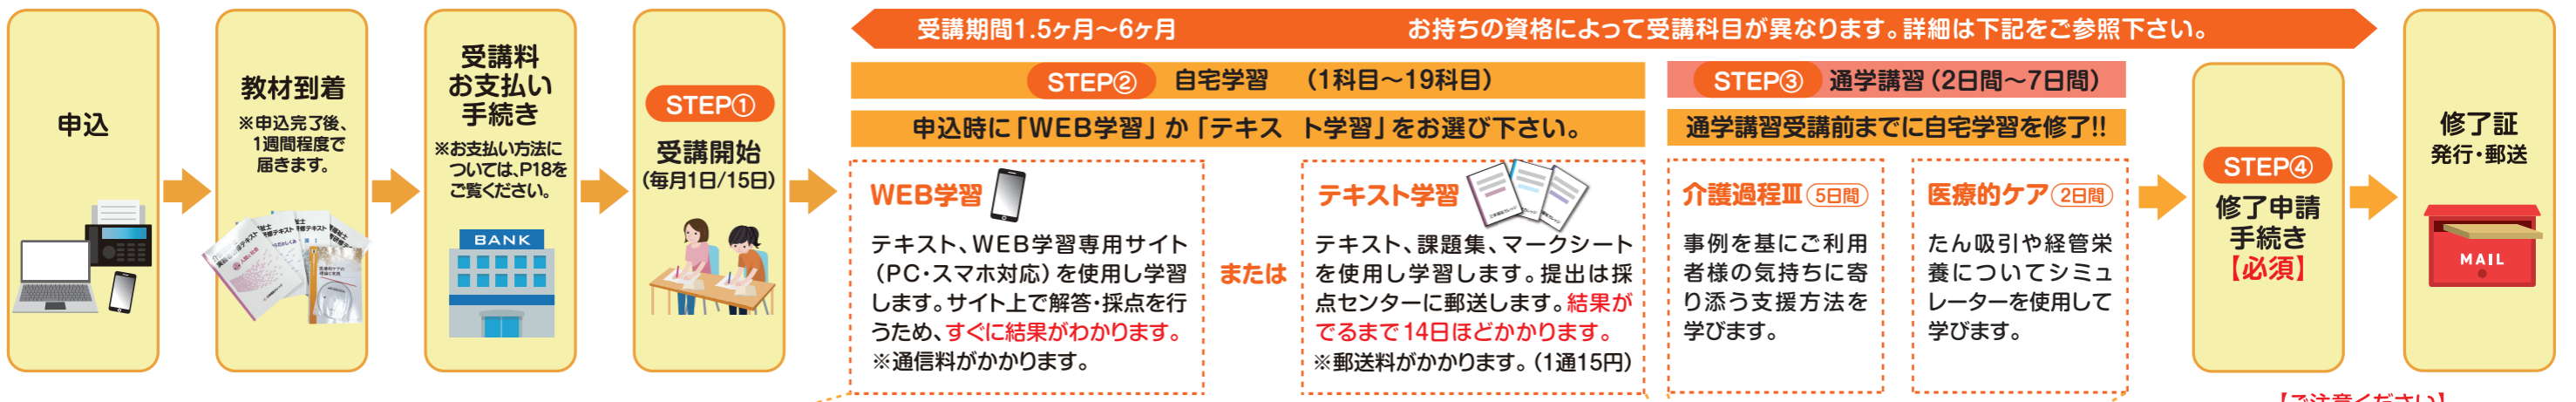 申込
教材到着
※申込完了後、
1週間程度で
届きます。
受講料
お支払い
手続き
※お支払い方法に
ついては、P18を
ご覧ください。
BANK
STEP①
受講開始
(毎月1日/15日)
受講期間1.5ヶ月～6ヶ月
お持ちの資格によって受講科目が異なります。詳細は下記をご参照下さい。
STEP② 自宅学習 (1科目～19科目)
申込時に「WEB学習」か「テキス ト学習」をお選び下さい。
WEB学習
テキスト、WEB学習専用サイト
(PC・スマホ対応)を使用し学習
します。サイト上で解答・採点を行
うため、すぐに結果がわかります。
※通信料がかかります。
または
テキスト学習
テキスト、課題集、マークシート
を使用し学習します。提出は採
点センターに郵送します。結果が
でるまで14日ほどかかります。
※郵送料がかかります。(1通15円)
STEP③ 通学講習(2日間～7日間)
通学講習受講前までに自宅学習を修了!!
介護過程Ⅲ 5日間
事例を基にご利用
者様の気持ちに寄
り添う支援方法を
学びます。
医療的ケア 2日間
たん吸引や経管栄
養についてシミュ
レーターを使用して
学びます。
STEP④
修了申請
手続き
【必須】
修了証
発行・郵送
MAIL
【ご注意ください】